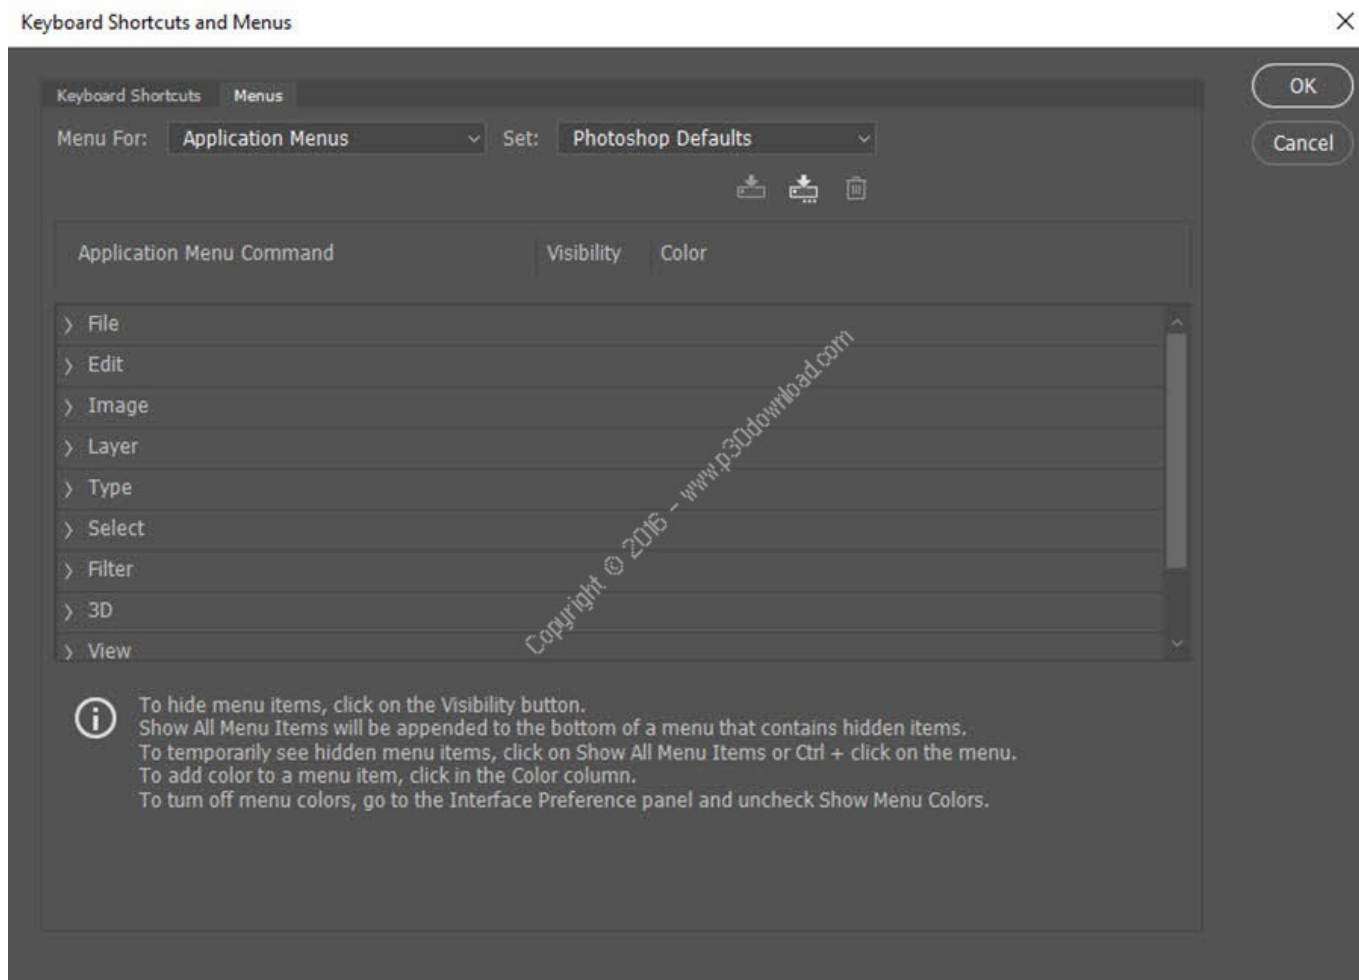 Keyboard Shortcuts and Menus
OK
Keyboard Shortcuts Menus
Menu For: Application Menus Set: Photoshop Defaults
Cancel
Application Menu Command Visibility Color
File
Edit
Image
Layer
Type
Select
Filter
3D
View
Copyright © 2016 - www.p30download.com
To hide menu items, click on the Visibility button.
Show All Menu Items will be appended to the bottom of a menu that contains hidden items.
To temporarily see hidden menu items, click on Show All Menu Items or Ctrl + click on the menu.
To add color to a menu item, click in the Color column.
To turn off menu colors, go to the Interface Preference panel and uncheck Show Menu Colors.